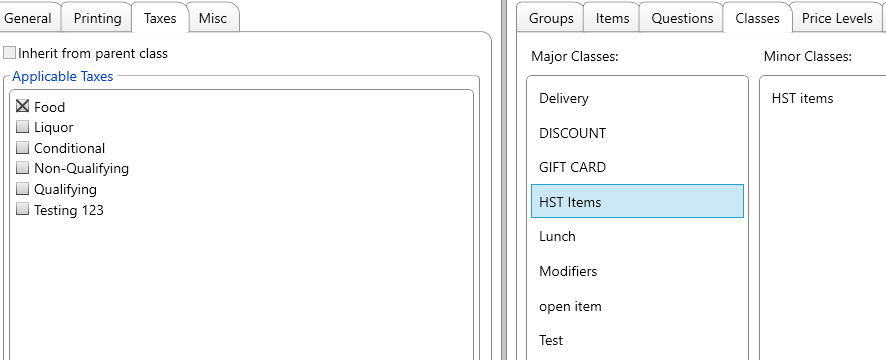 General Printing Taxes Misc
Inherit from parent class
Applicable Taxes
Food
Liquor
Conditional
Non-Qualifying
Qualifying
Testing 123
Groups Items Questions Classes Price Levels
Major Classes:
Delivery
DISCOUNT
GIFT CARD
HST Items
Lunch
Modifiers
open item
Test
Minor Classes:
HST items